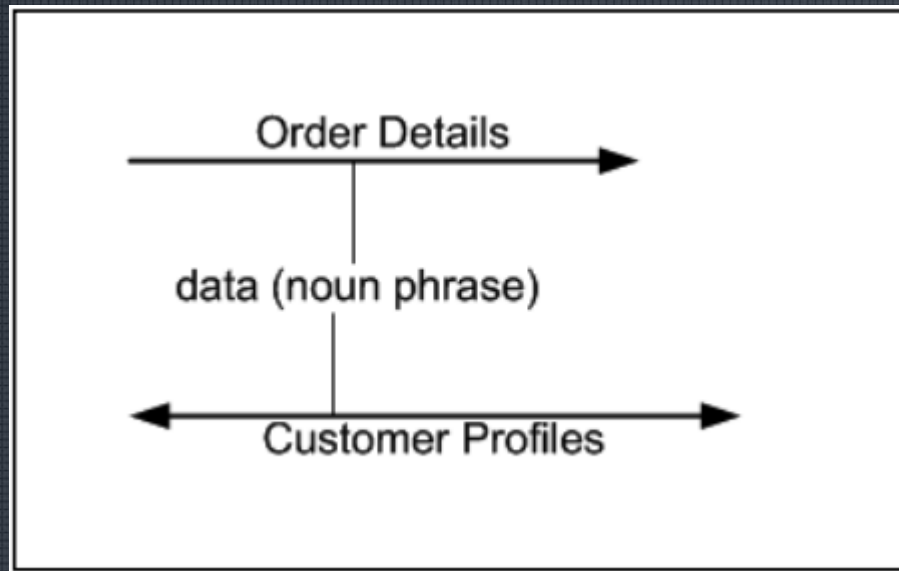 Order Details
data (noun phrase)
Customer Profiles